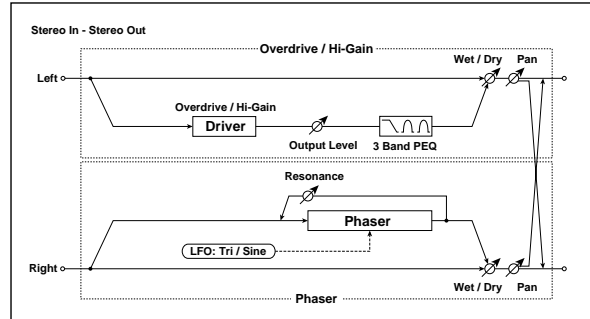 Stereo In - Stereo Out
Overdrive / Hi-Gain
Wet / Dry
Pan
Left
Overdrive / Hi-Gain
Driver
Output Level
3 Band PEQ
Resonance
Phaser
LFO: Tri / Sine
Right
Wet / Dry
Pan
Phaser